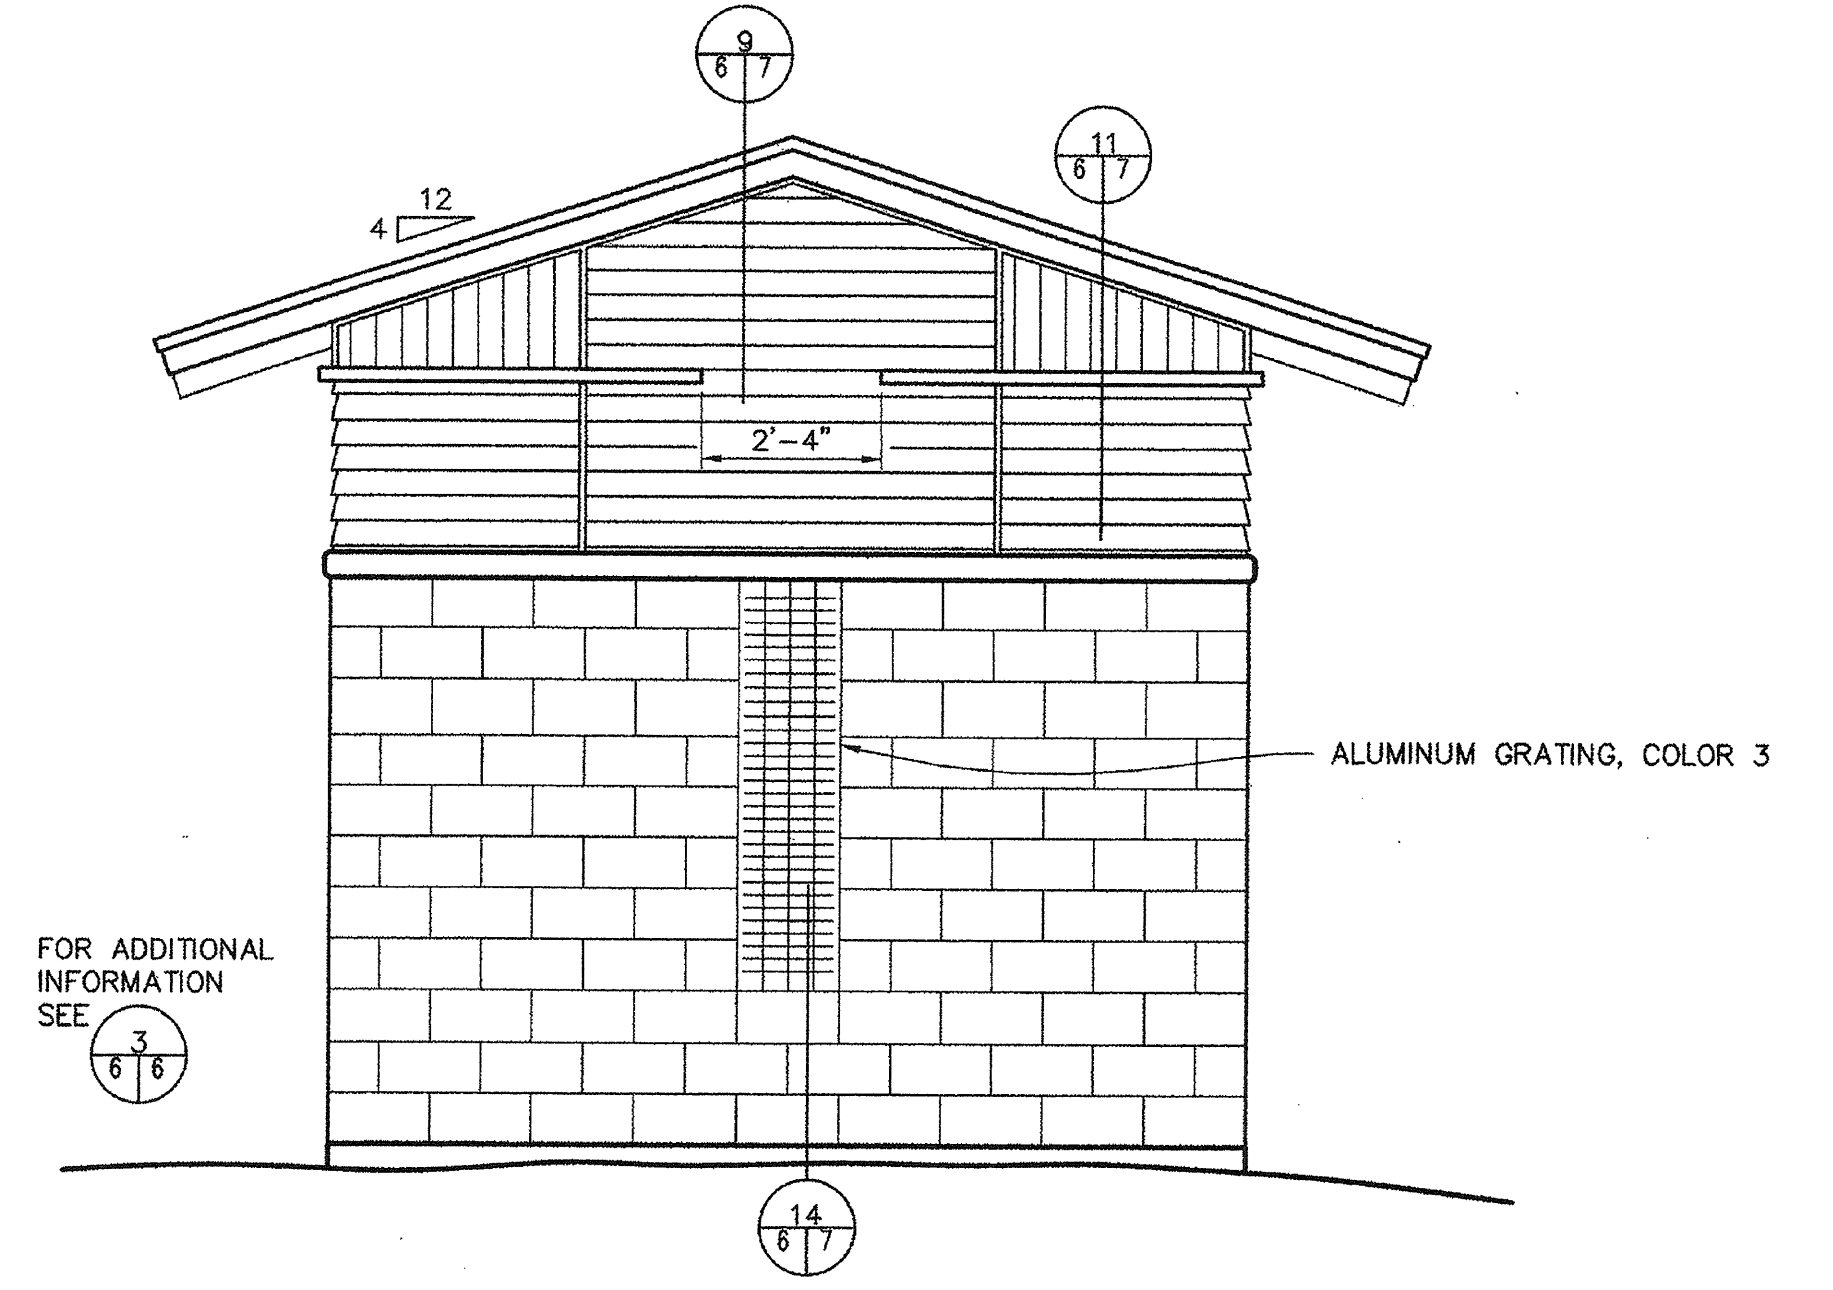 9
6 7
11
6 7
12
4
2'-4"
ALUMINUM GRATING, COLOR 3
FOR ADDITIONAL
INFORMATION
SEE
3
6 6
14
6 7